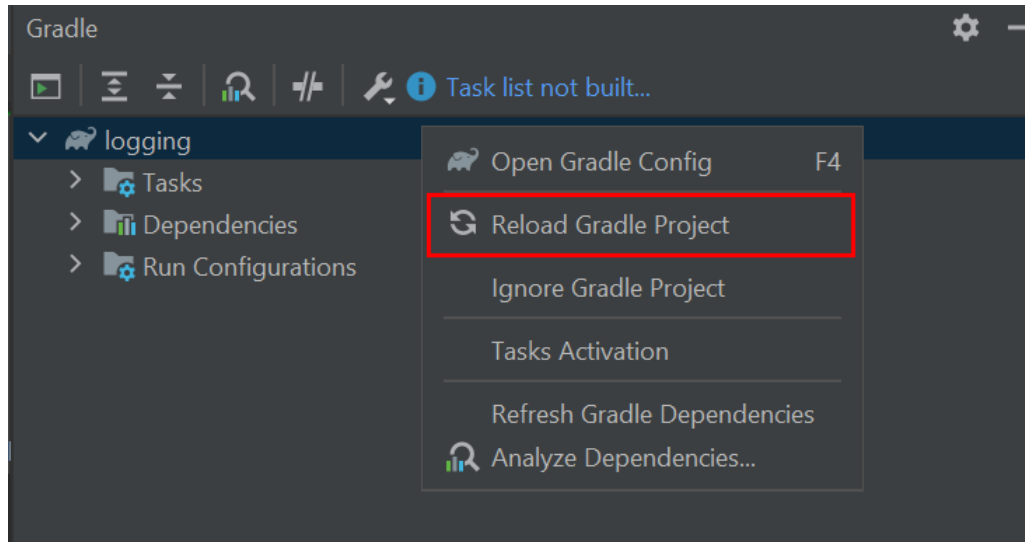 Gradle
Task list not built...
logging
Tasks
Dependencies
Run Configurations
Open Gradle Config F4
Reload Gradle Project
Ignore Gradle Project
Tasks Activation
Refresh Gradle Dependencies
Analyze Dependencies...